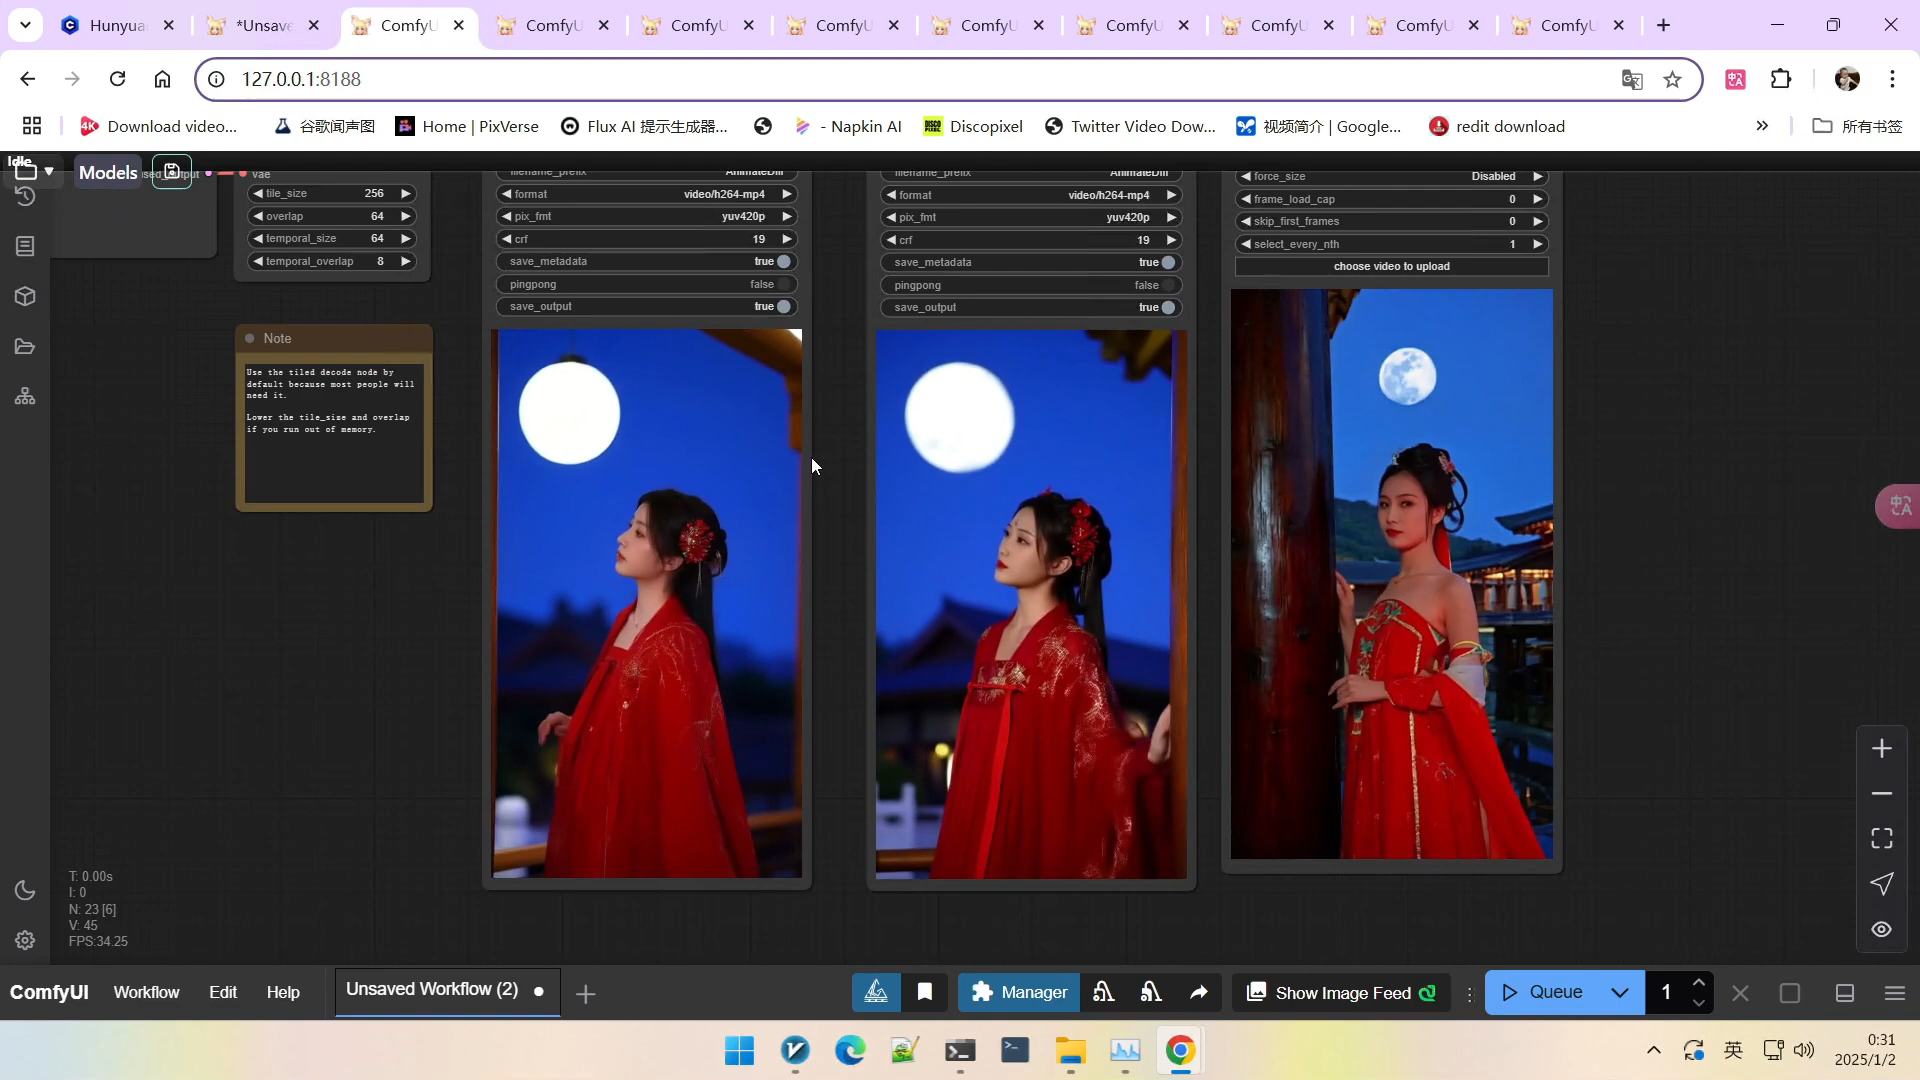 Hunyua
*Unsave
ComfyU
ComfyU
ComfyU
ComfyU
ComfyU
ComfyU
ComfyU
ComfyU
ComfyU
127.0.0.1:8188
Download video...
谷歌闻声图
Home | PixVerse
Flux AI 提示生成器...
- Napkin AI
Discopixel
Twitter Video Dow...
视频简介 | Google...
redit download
»
所有书签
Idle
Models
vae
tile_size 256
overlap 64
temporal_size 64
temporal_overlap 8
filename_prefix AnimateDiff
format video/h264-mp4
pix_fmt yuv420p
crf 19
save_metadata true
pingpong false
save_output true
filename_prefix AnimateDiff
format video/h264-mp4
pix_fmt yuv420p
crf 19
save_metadata true
pingpong false
save_output true
force_size Disabled
frame_load_cap 0
skip_first_frames 0
select_every_nth 1
choose video to upload
Note
Use the tiled decode node by
default because most people will
need it.
Lower the tile_size and overlap
if you run out of memory.
T: 0.00s
I: 0
N: 23 [6]
V: 45
FPS:34.25
ComfyUI
Workflow
Edit
Help
Unsaved Workflow (2)
Manager
Show Image Feed
Queue
1
英
0:31
2025/1/2